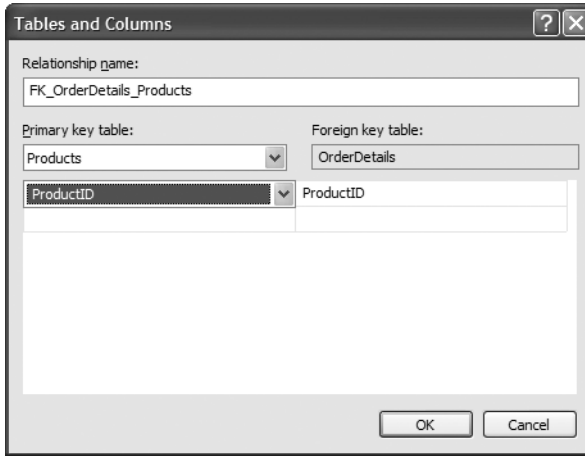 Tables and Columns
Relationship name:
FK_OrderDetails_Products
Primary key table:
Foreign key table:
Products
OrderDetails
ProductID
ProductID
OK
Cancel